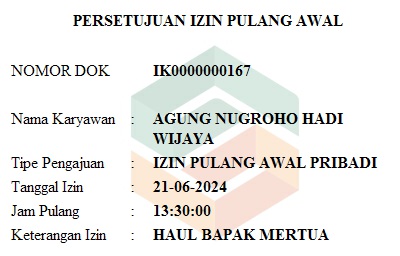 PERSETUJUAN IZIN PULANG AWAL
NOMOR DOK IK0000000167
Nama Karyawan : AGUNG NUGROHO HADI
WIJAYA
Tipe Pengajuan : IZIN PULANG AWAL PRIBADI
Tanggal Izin : 21-06-2024
Jam Pulang : 13:30:00
Keterangan Izin : HAUL BAPAK MERTUA